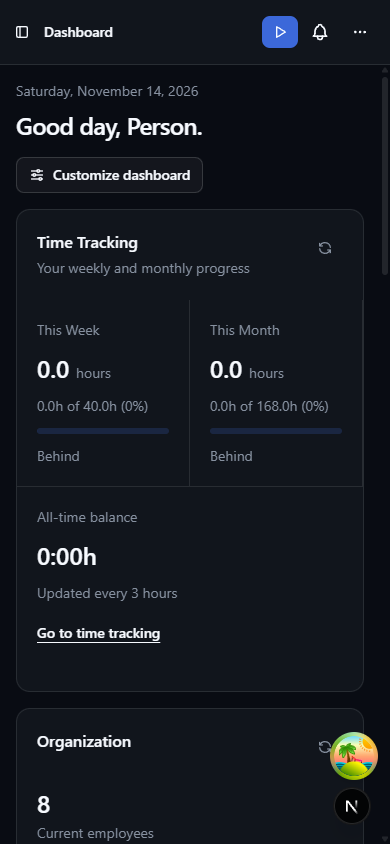 Dashboard
Saturday, November 14, 2026
Good day, Person.
Customize dashboard
Time Tracking
Your weekly and monthly progress
This Week
0.0 hours
0.0h of 40.0h (0%)
Behind
This Month
0.0 hours
0.0h of 168.0h (0%)
Behind
All-time balance
0:00h
Updated every 3 hours
Go to time tracking
Organization
8
Current employees
N